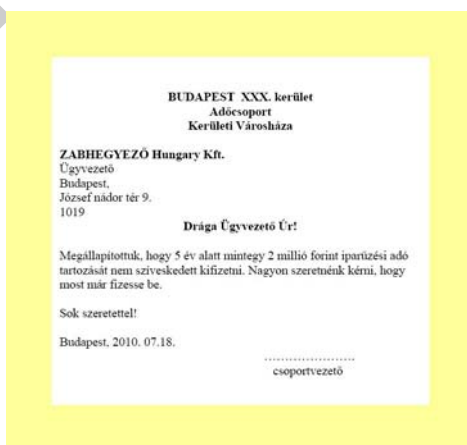 BUDAPEST XXX. kerület
Adócsoport
Kerületi Városháza
ZABHEGYEZŐ Hungary Kft.
Ügyvezető
Budapest,
József nádor tér 9.
1019
Drága Ügyvezető Úr!
Megállapítottuk, hogy 5 év alatt mintegy 2 millió forint iparűzési adó
tartozását nem szíveskedett kifizetni. Nagyon szeretnénk kérni, hogy
most már fizesse be.
Sok szeretettel!
Budapest, 2010. 07.18.
........................
csoportvezető